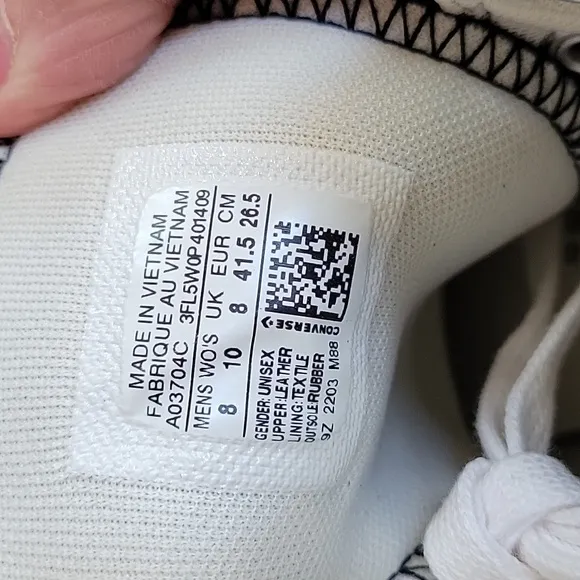 MADE IN VIETNAM
FABRIQUE AU VIETNAM
A03704C 3FL5W0P401409
MENS WO'S UK EUR CM
8 10 8 41.5 26.5
GENDER: UNISEX
UPPER:LEATHER
LINING:TEXTILE
OUTSOLE:RUBBER
9Z 2203 M88
CONVERSE